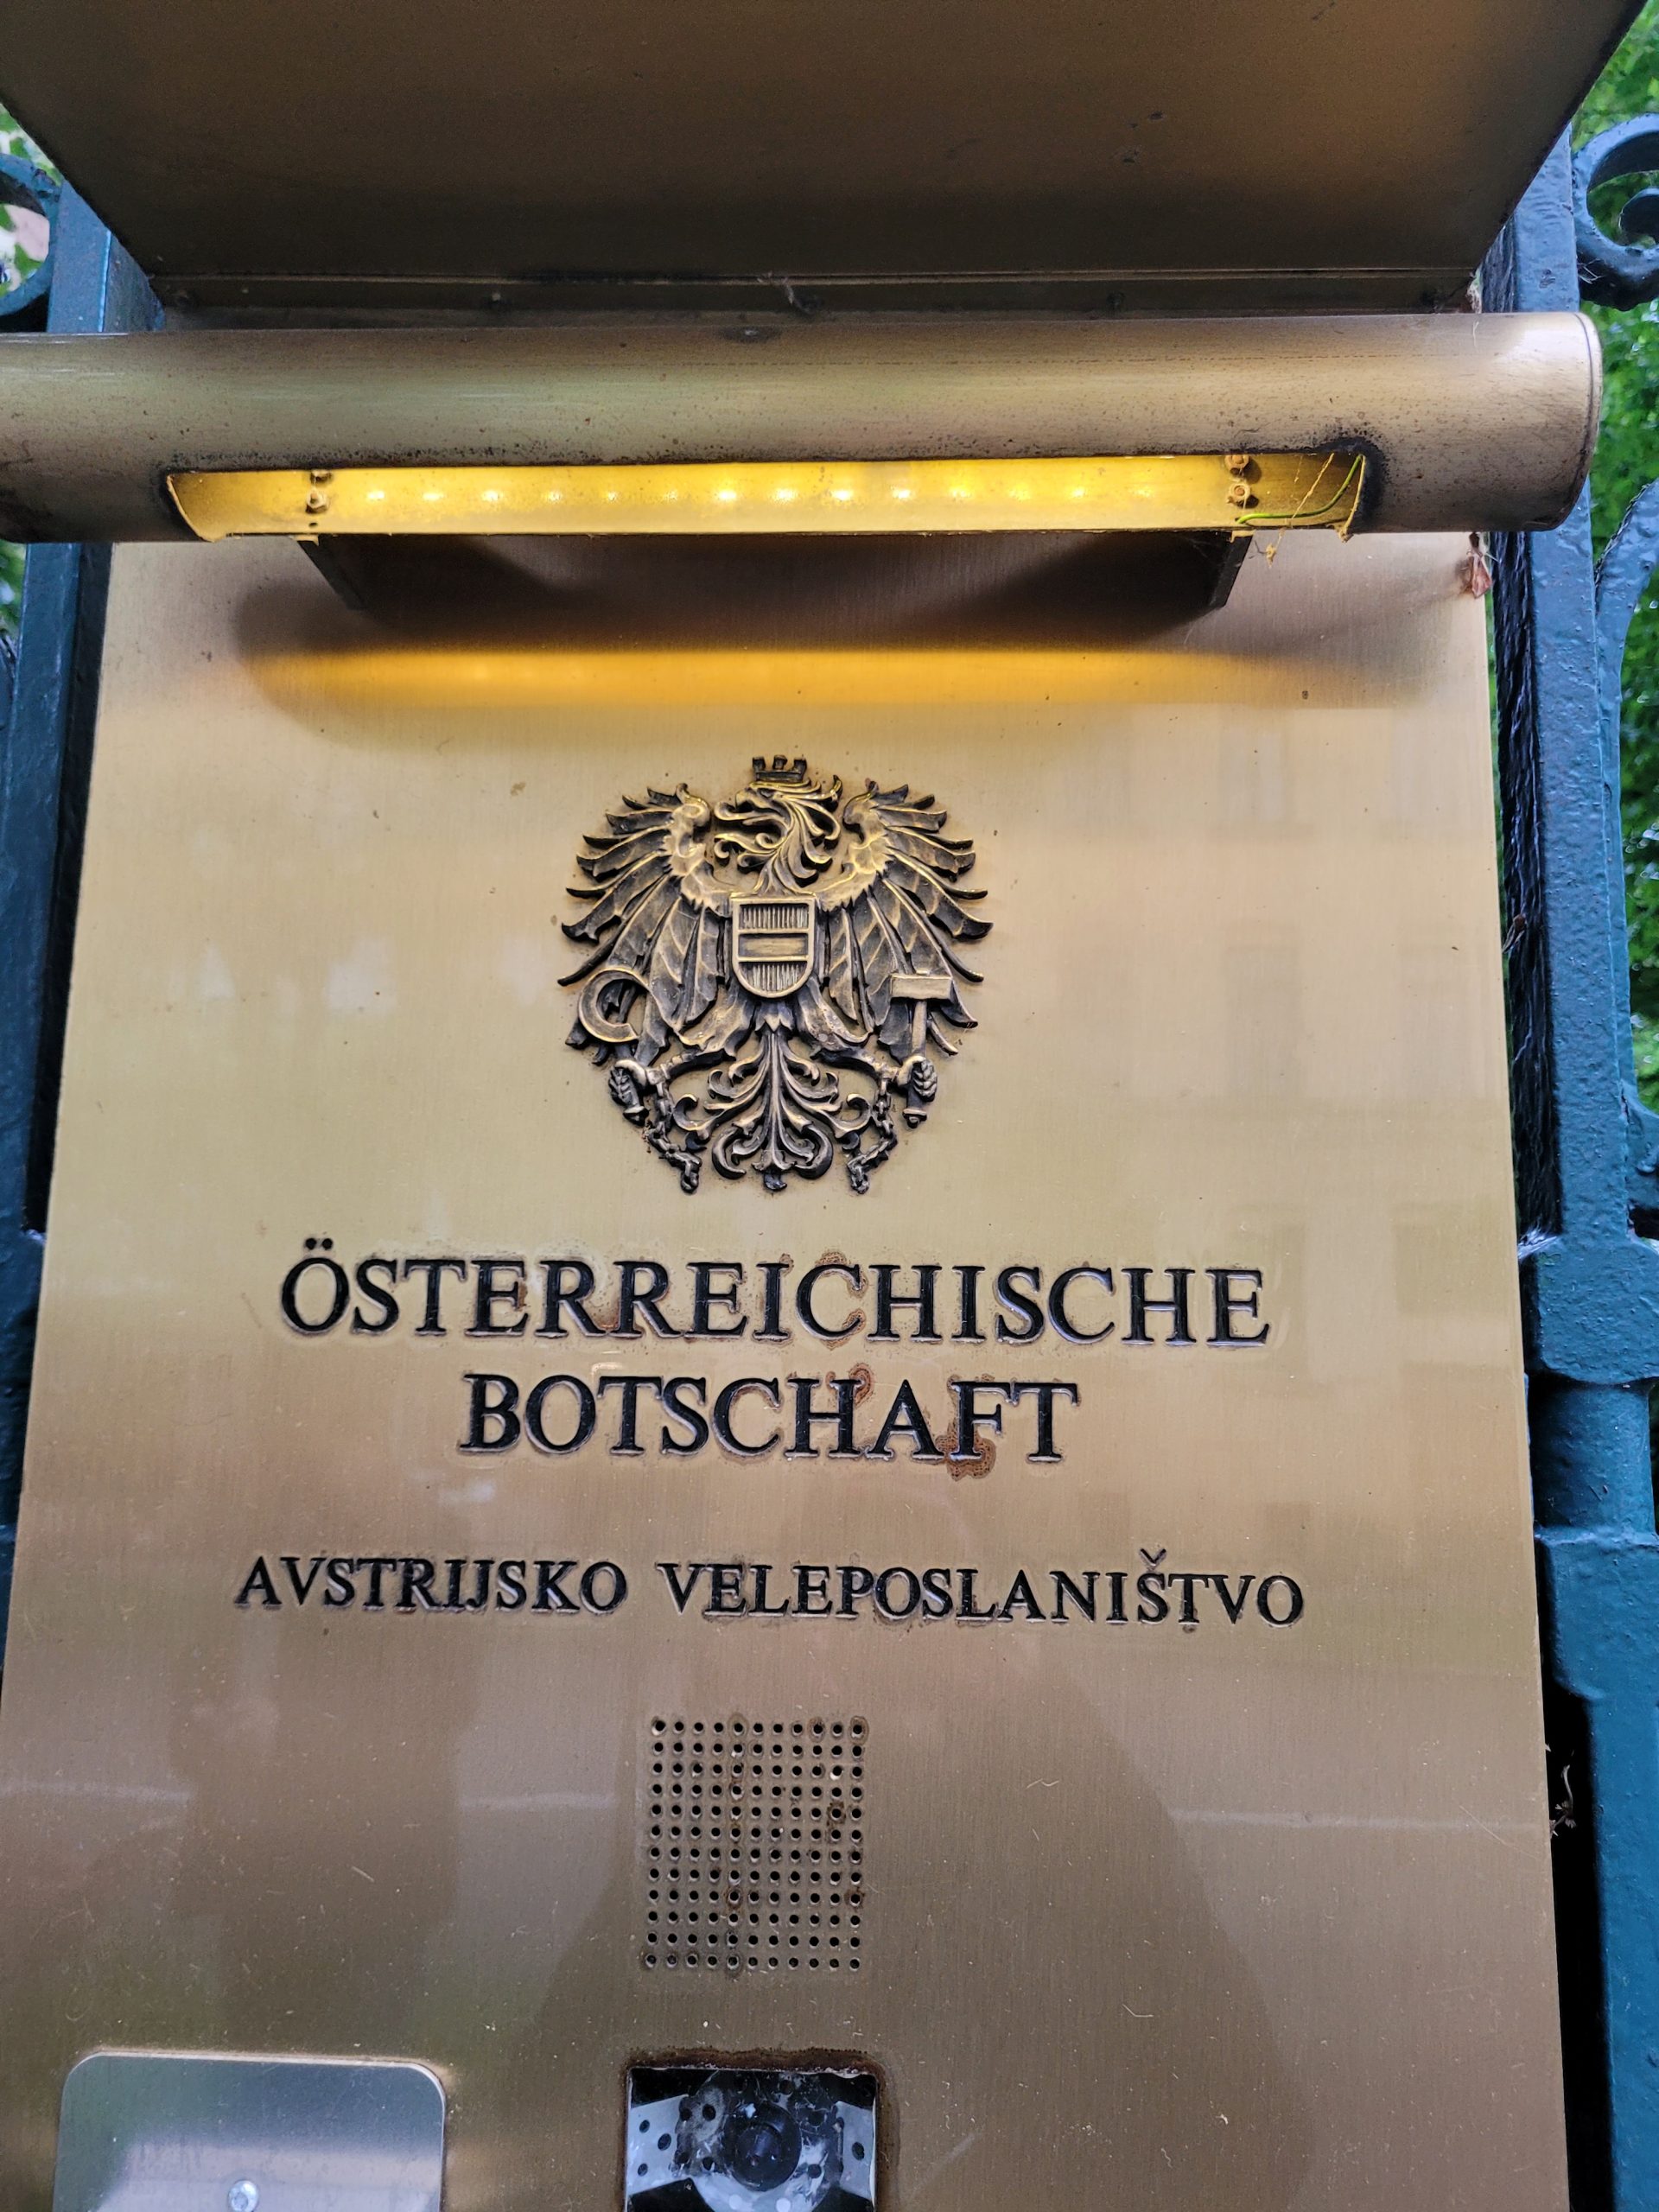 ÖSTERREICHISCHE
BOTSCHAFT
AVSTRIJSKO VELEPOSLANIŠTVO